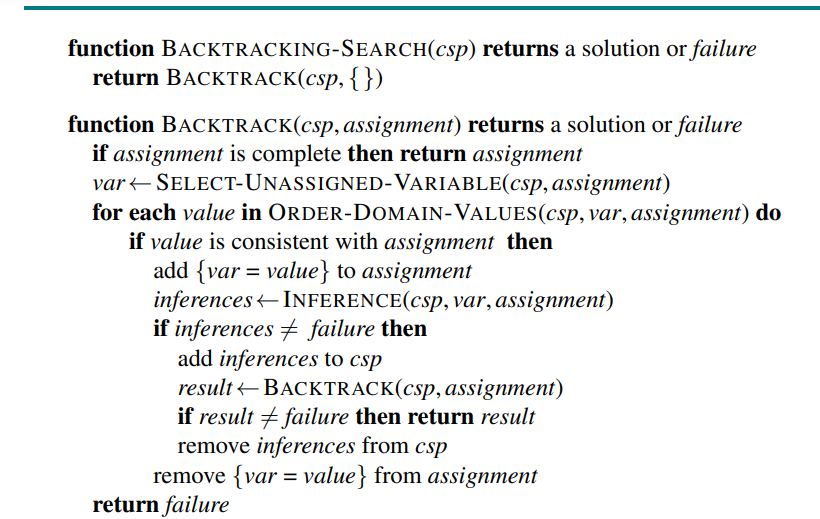 function BACKTRACKING-SEARCH(csp) returns a solution or failure
return BACKTRACK(csp, { })
function BACKTRACK(csp, assignment) returns a solution or failure
if assignment is complete then return assignment
var ← SELECT-UNASSIGNED-VARIABLE(csp, assignment)
for each value in ORDER-DOMAIN-VALUES(csp, var, assignment) do
if value is consistent with assignment then
add {var = value} to assignment
inferences ← INFERENCE(csp, var, assignment)
if inferences ≠ failure then
add inferences to csp
result ← BACKTRACK(csp, assignment)
if result ≠ failure then return result
remove inferences from csp
remove {var = value} from assignment
return failure